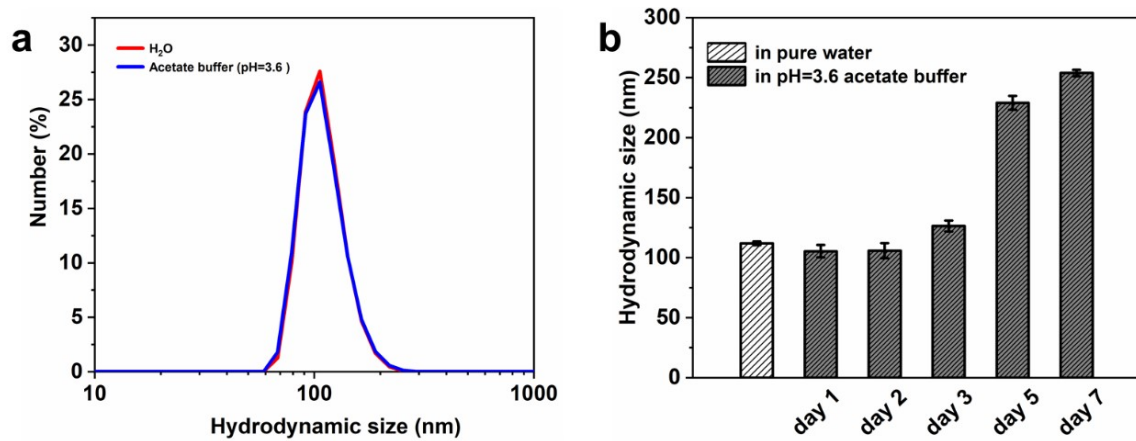 a
H₂O
Acetate buffer (pH=3.6 )
Number (%)
30
25
20
15
10
5
0
10
100
1000
Hydrodynamic size (nm)
b
in pure water
in pH=3.6 acetate buffer
Hydrodynamic size (nm)
300
250
200
150
100
50
0
day 1
day 2
day 3
day 5
day 7